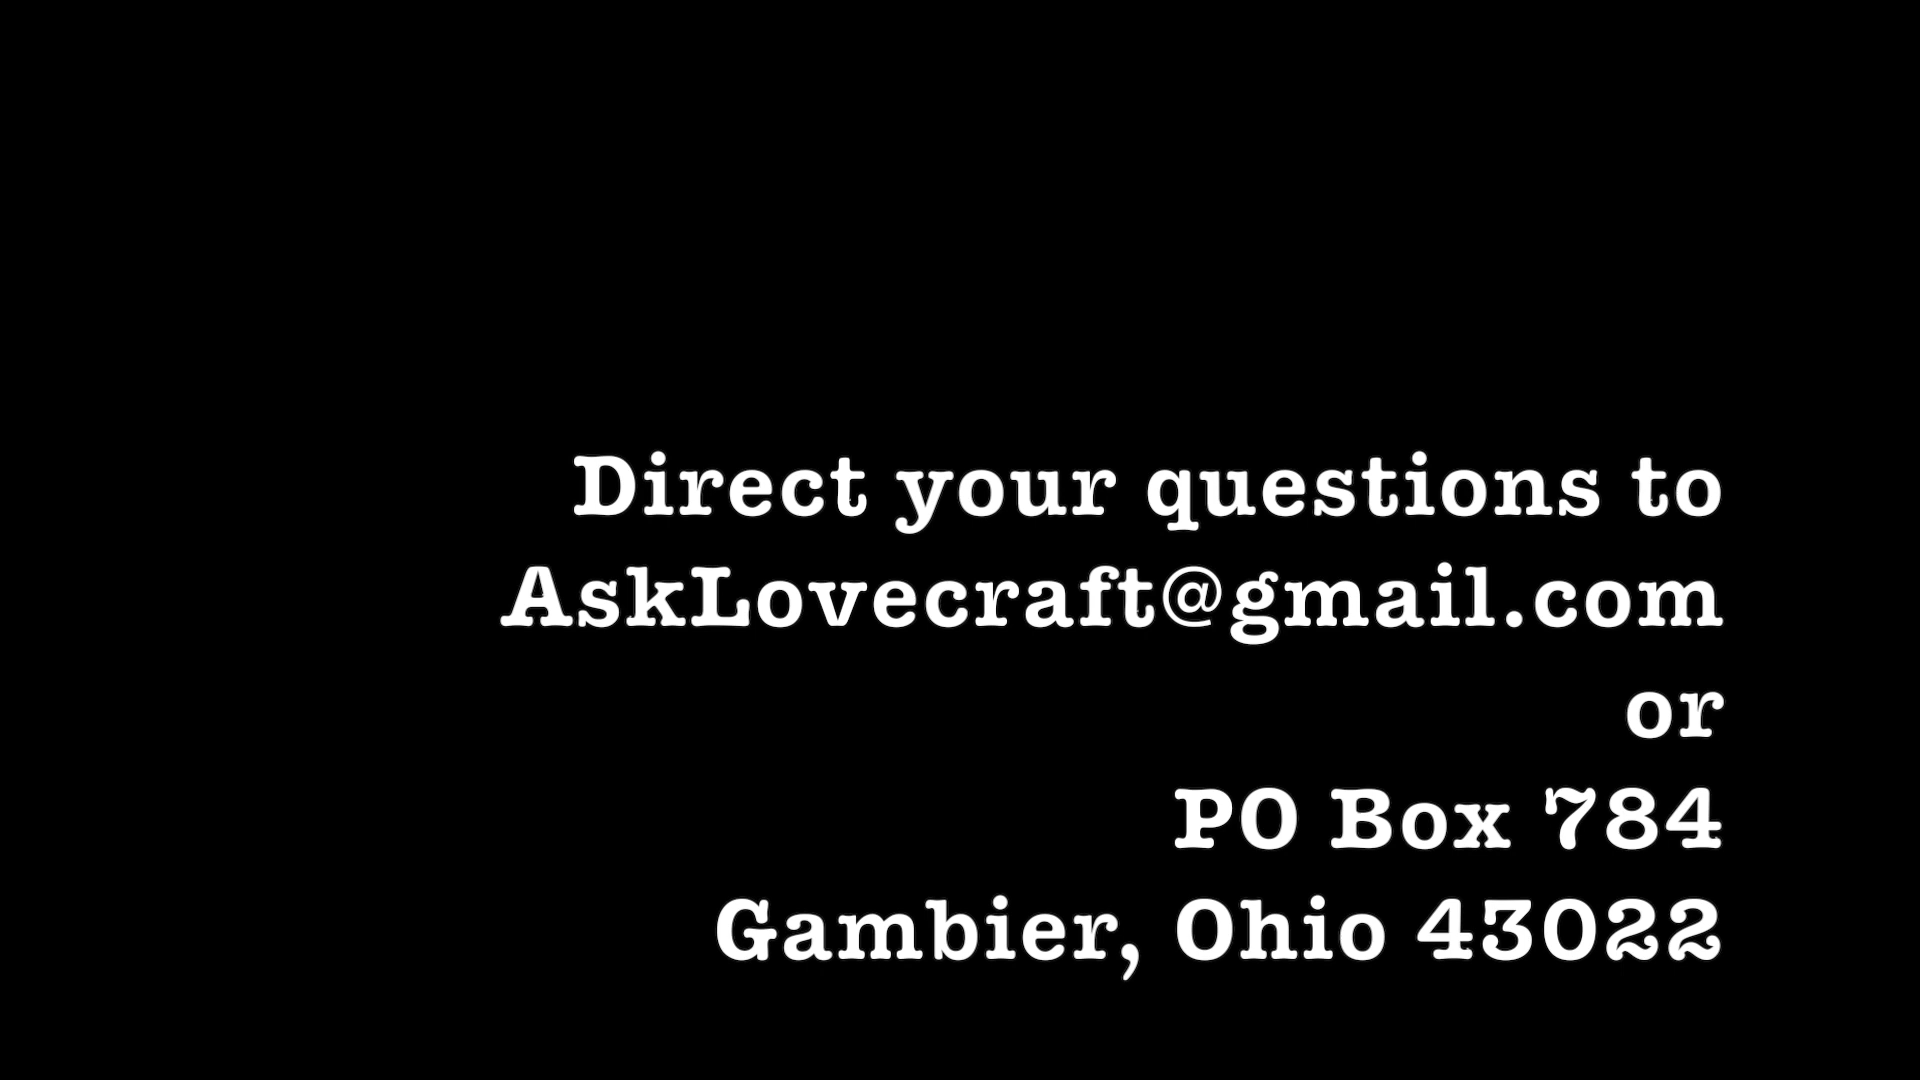 Direct your questions to
AskLovecraft@gmail.com
or
PO Box 784
Gambier, Ohio 43022